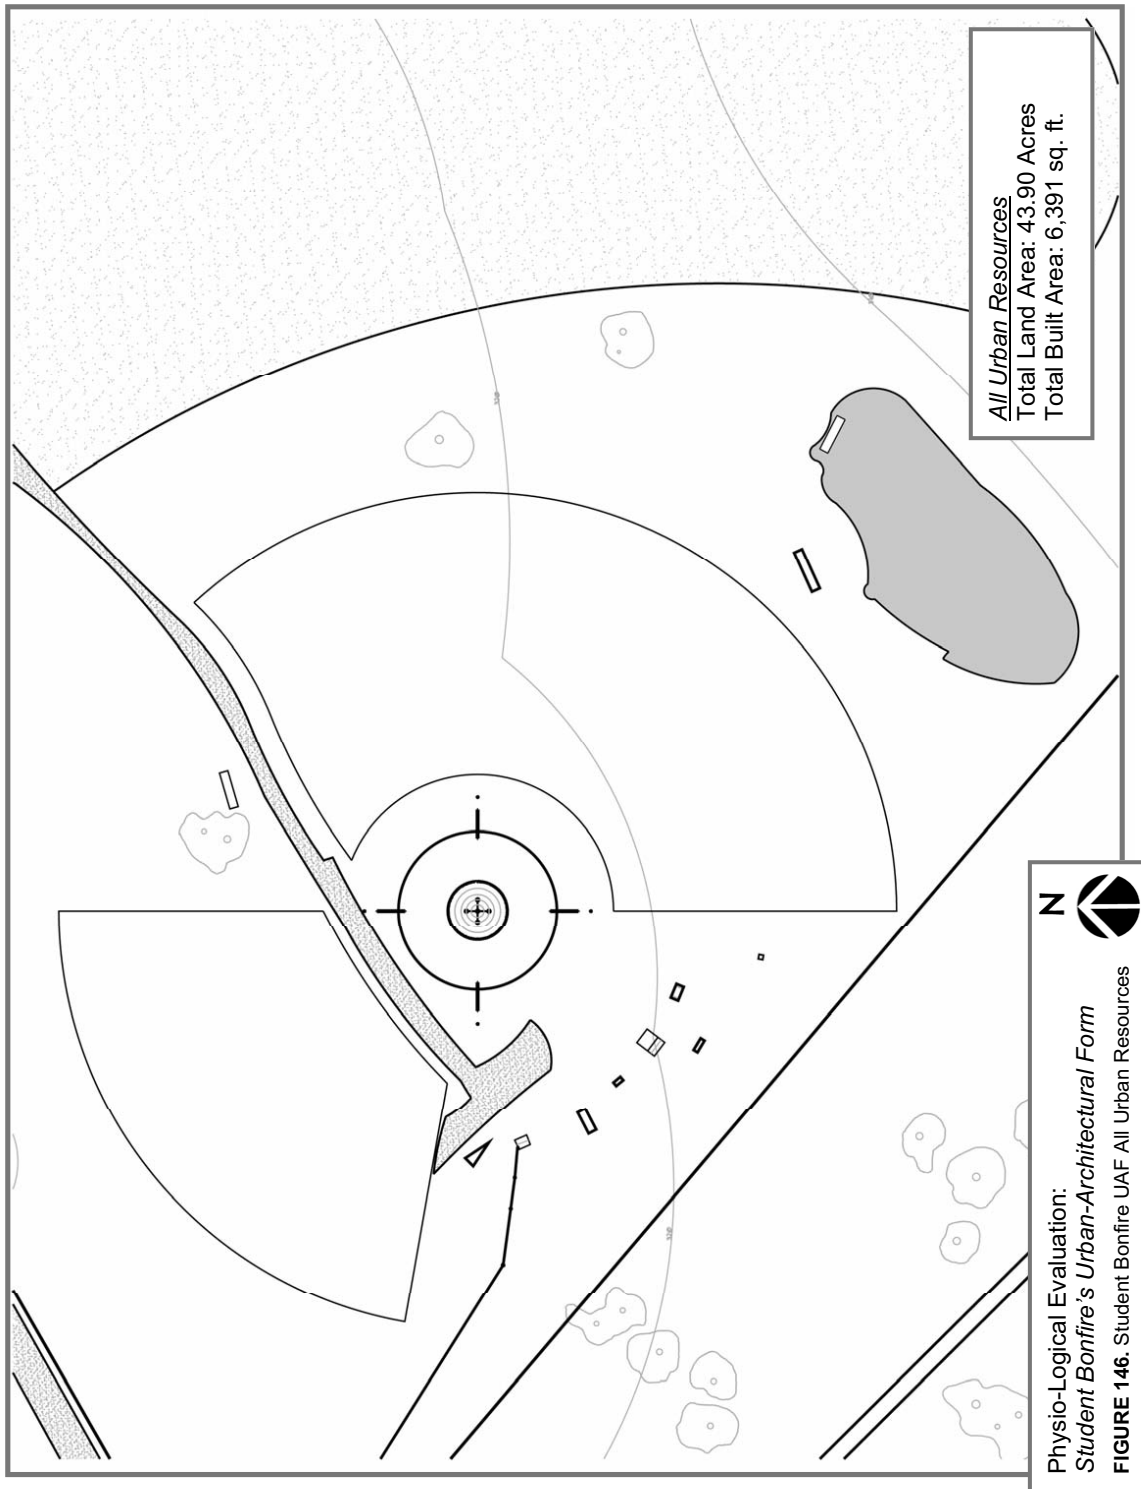 All Urban Resources
Total Land Area: 43.90 Acres
Total Built Area: 6,391 sq. ft.
N
Physio-Logical Evaluation:
Student Bonfire's Urban-Architectural Form
FIGURE 146. Student Bonfire UAF All Urban Resources